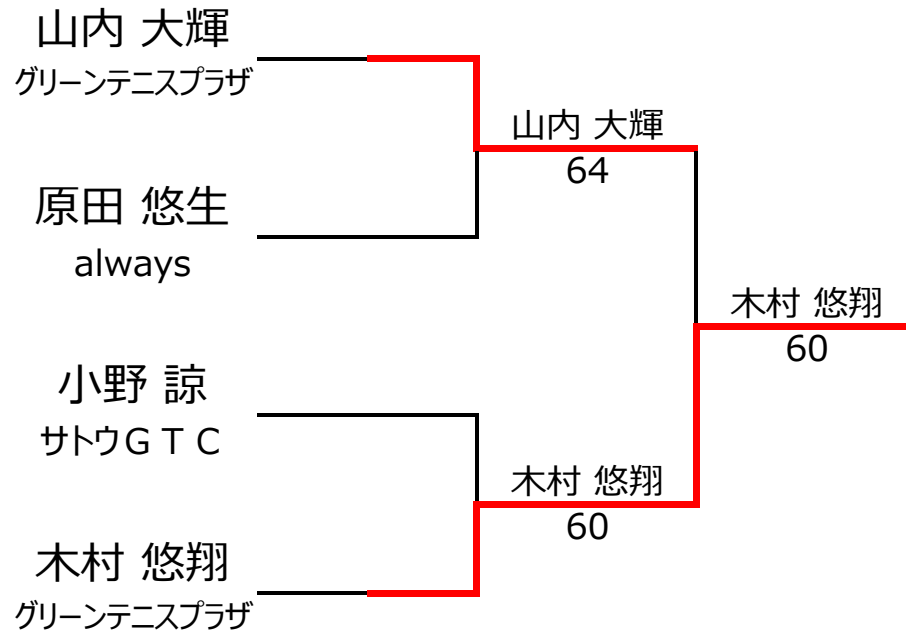 山内 大輝
グリーンテニスプラザ
山内 大輝
64
原田 悠生
always
木村 悠翔
60
小野 諒
サトウGTC
木村 悠翔
60
木村 悠翔
グリーンテニスプラザ